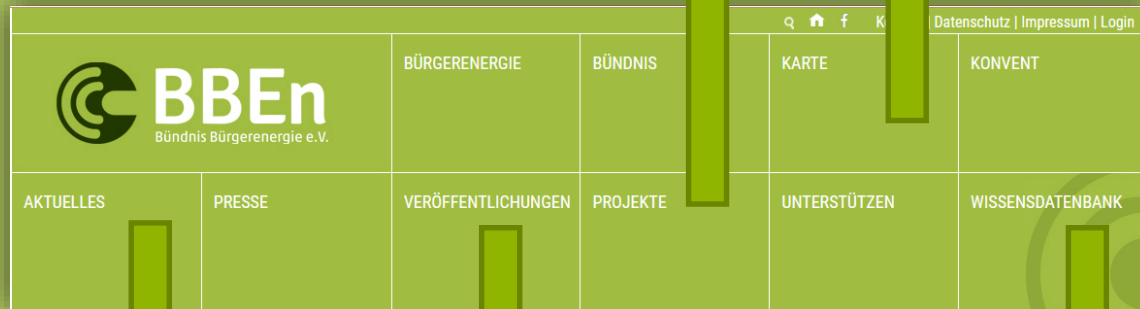 Datenschutz | Impressum | Login
BBEn
Bündnis Bürgerenergie e.V.
BÜRGERENERGIE
BÜNDNIS
KARTE
KONVENT
AKTUELLES
PRESSE
VERÖFFENTLICHUNGEN
PROJEKTE
UNTERSTÜTZEN
WISSENSDATENBANK